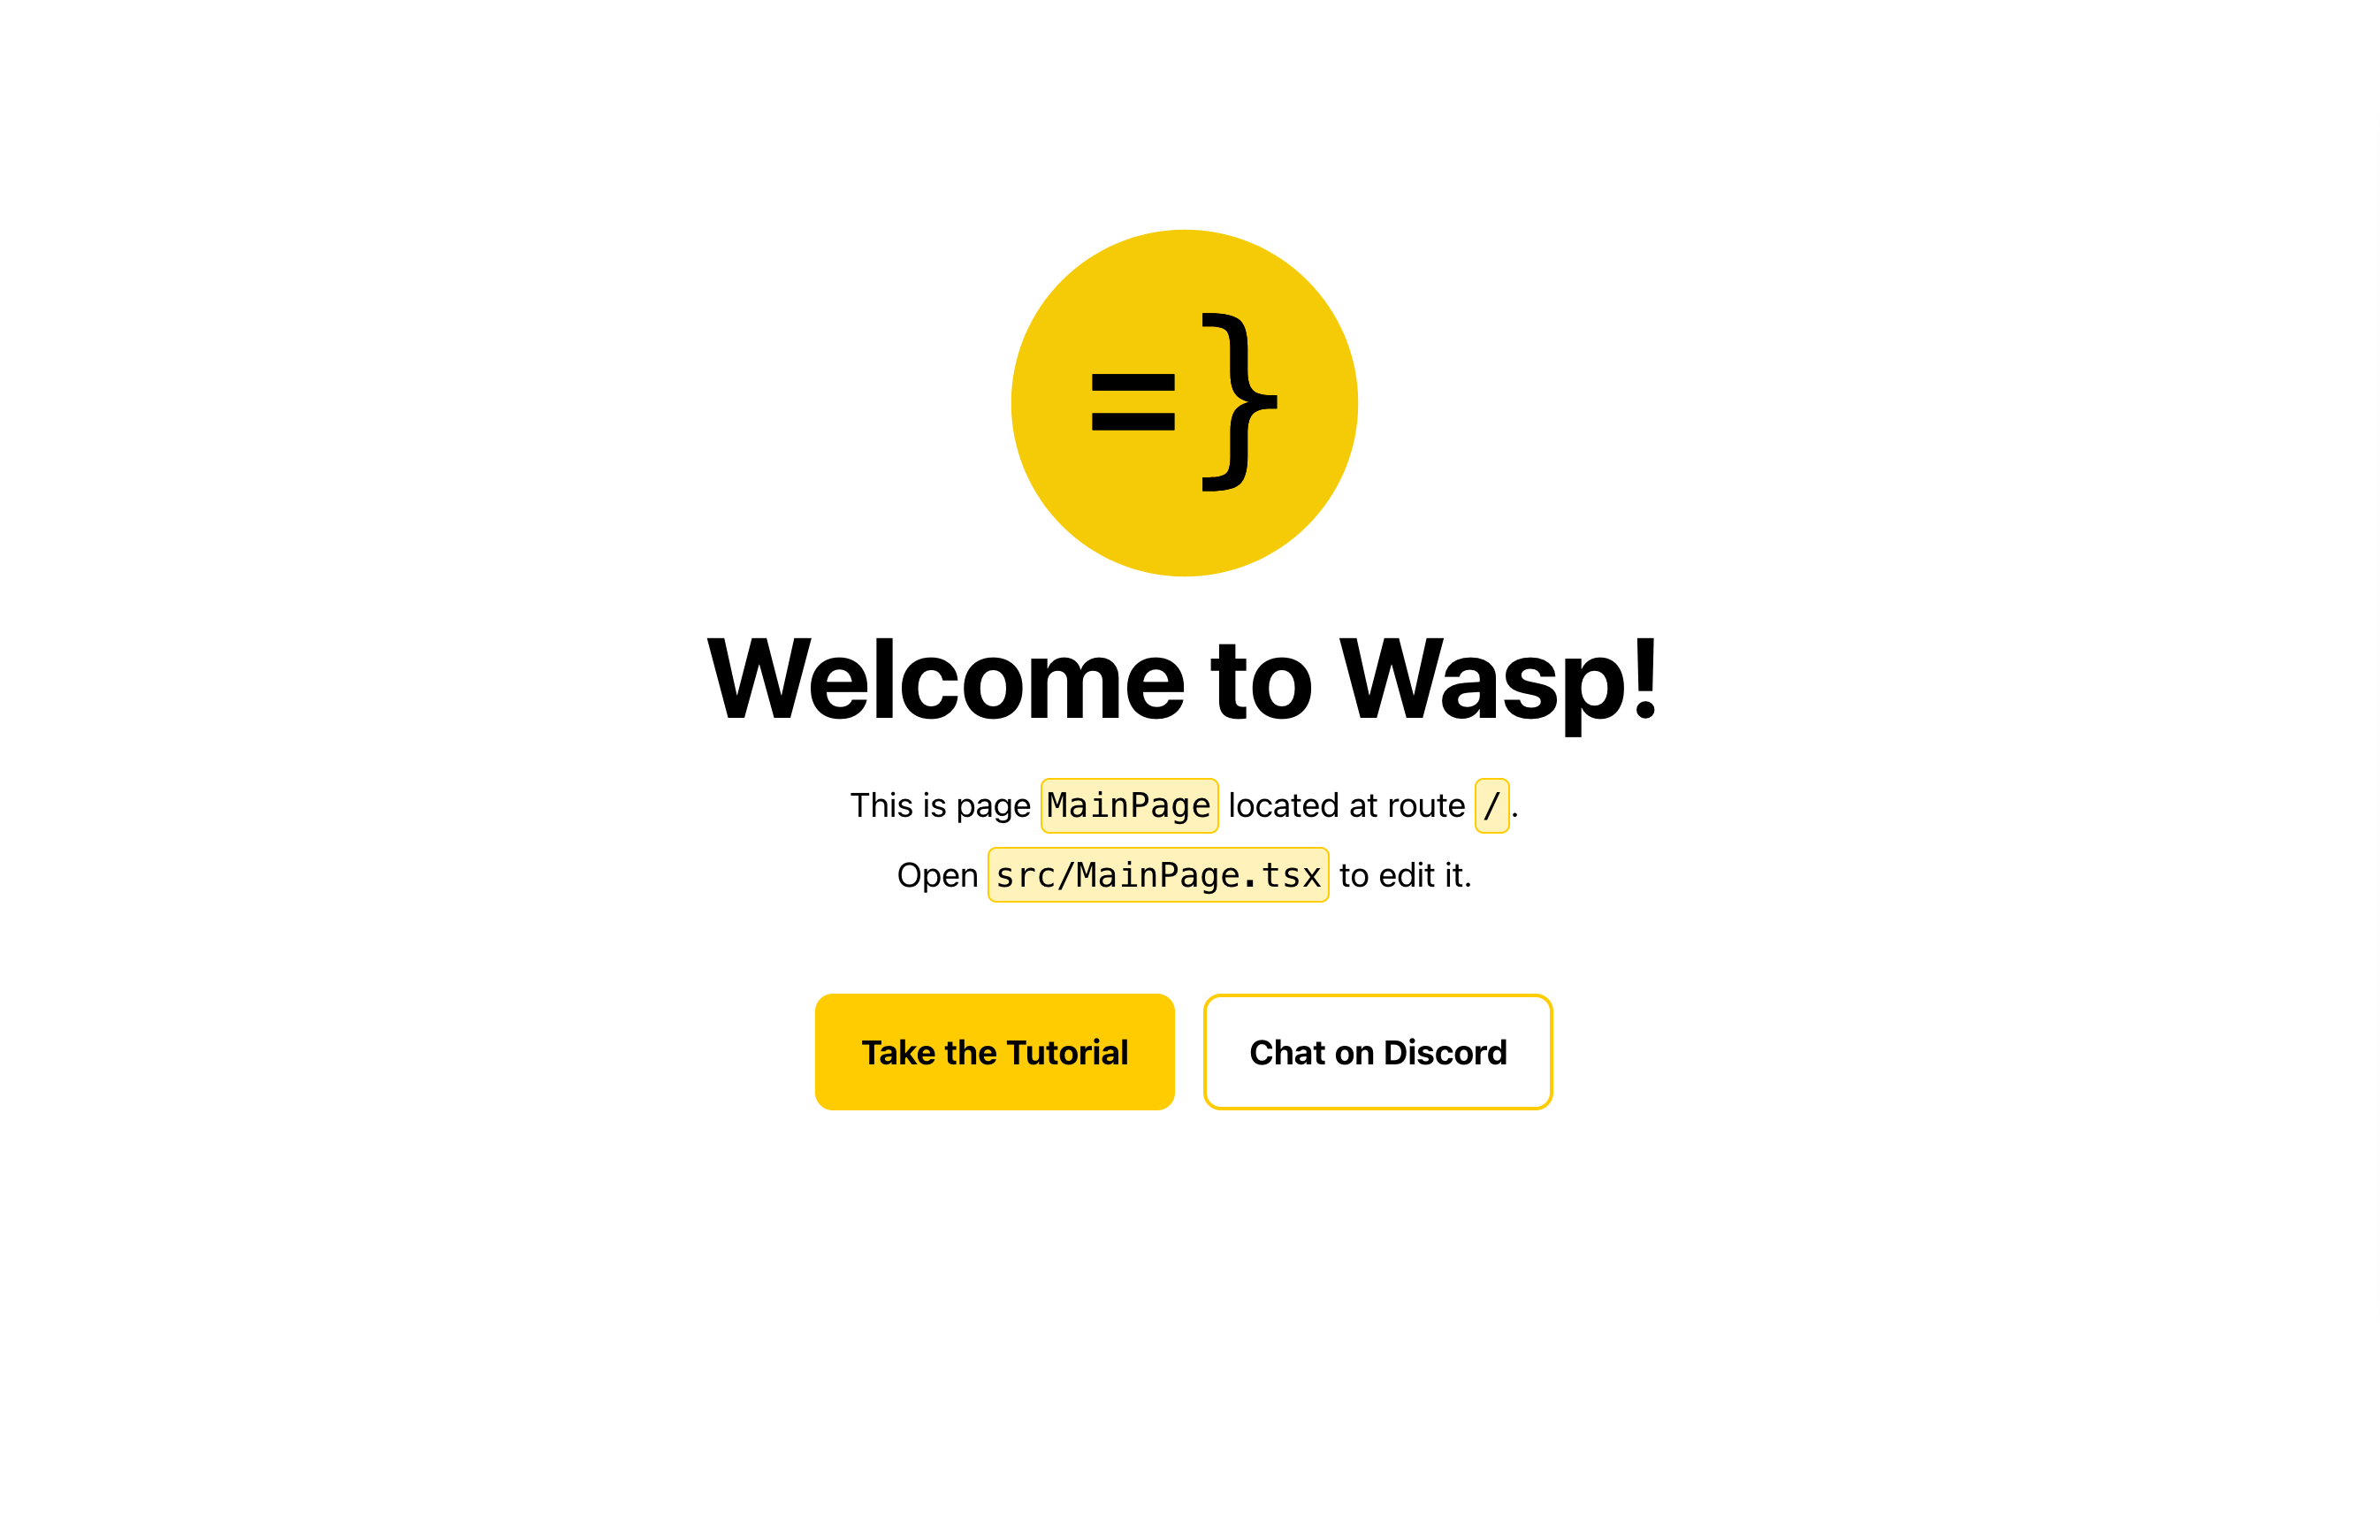 =}
Welcome to Wasp!
This is page MainPage located at route /.
Open src/MainPage.tsx to edit it.
Take the Tutorial
Chat on Discord